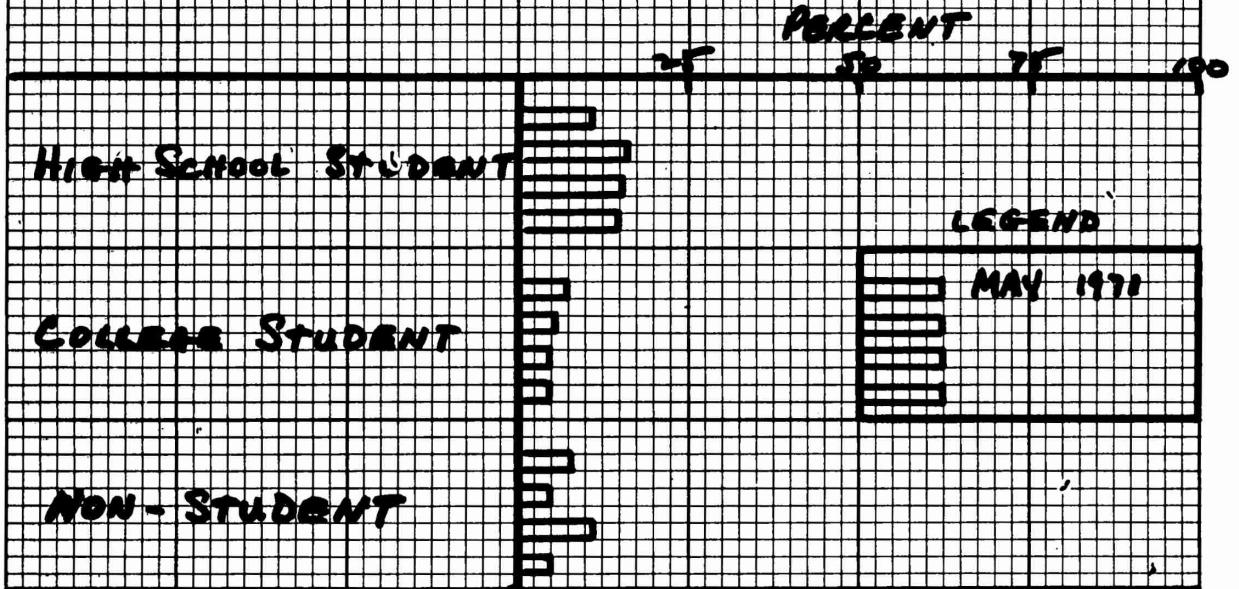 PERCENT
25 50 75 100
HIGH SCHOOL STUDENT
LEGEND
MAY 1971
COLLEGE STUDENT
NON-STUDENT